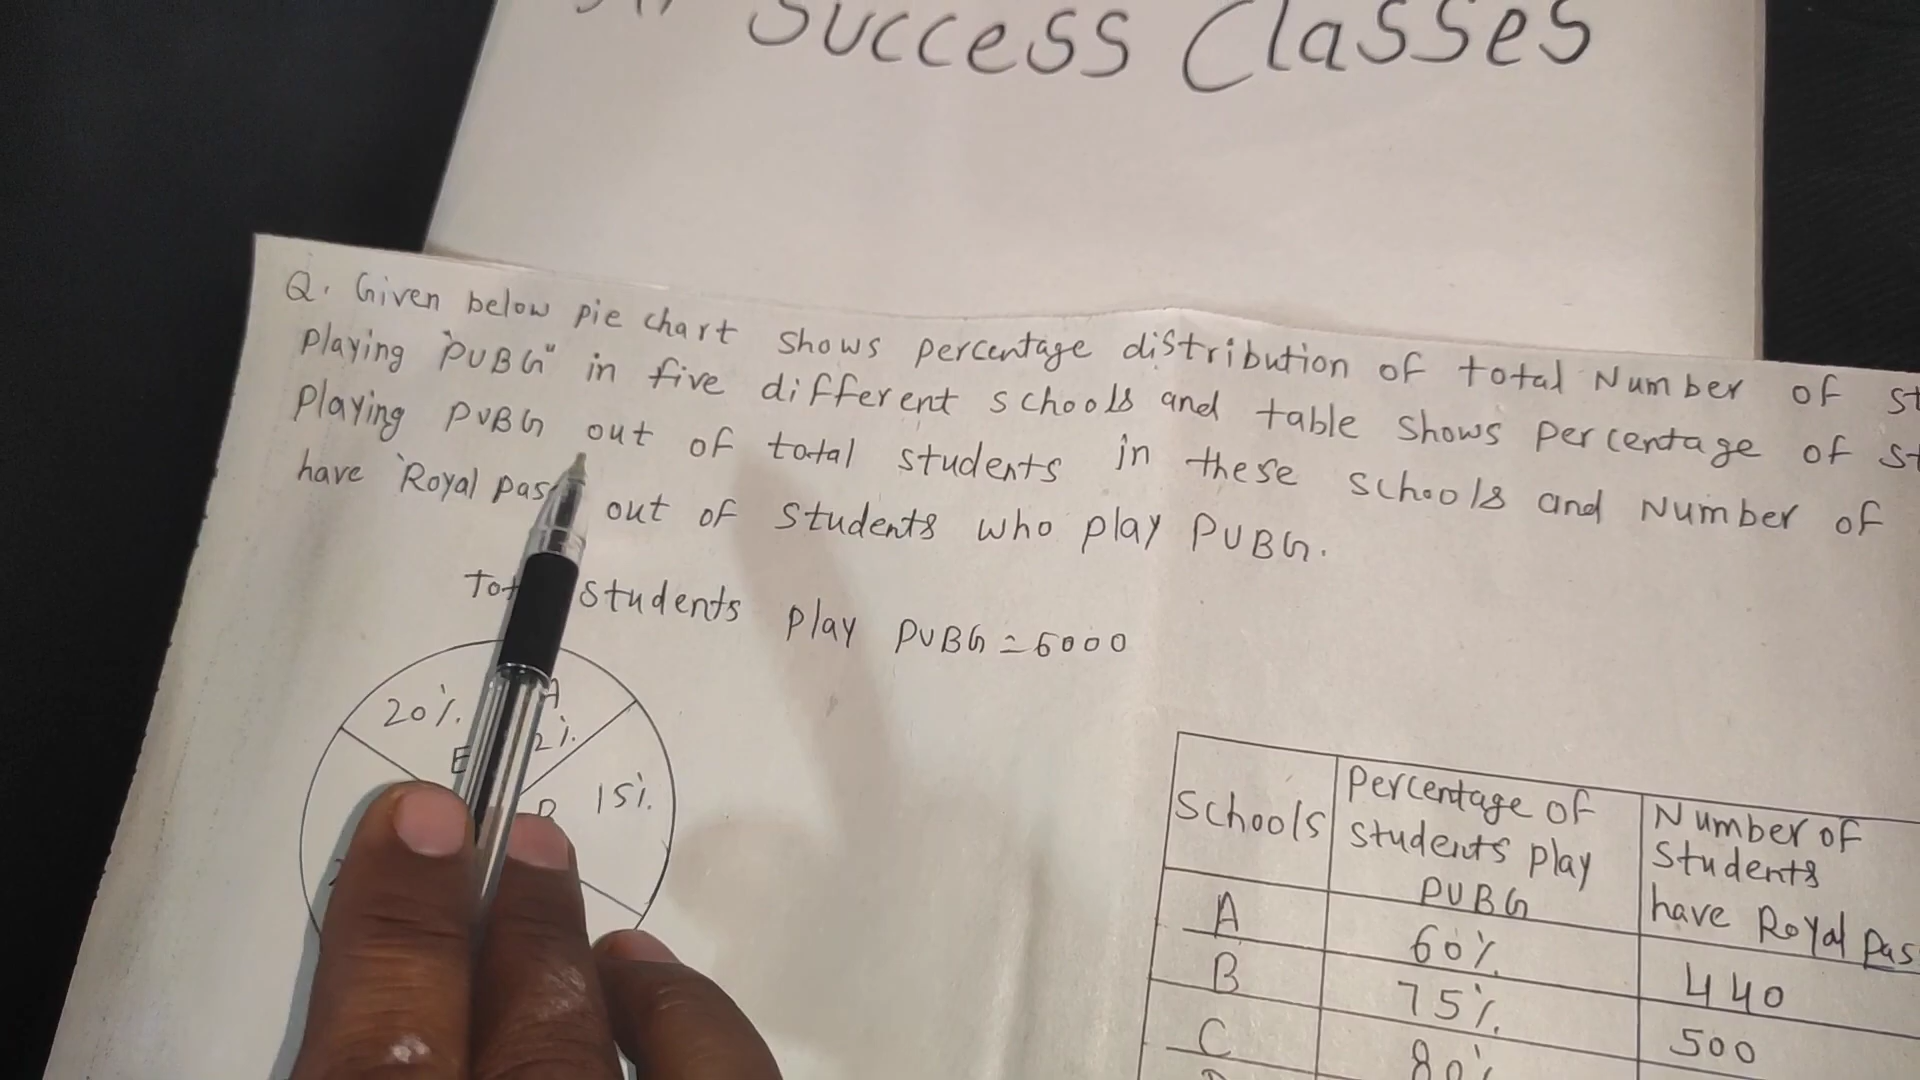 Success Classes
Q. Given below pie chart shows percentage distribution of total Number of
Playing "PUBG" in five different schools and table shows percentage of
Playing PUBG out of total students in these schools and Number of
have Royal pass out of students who play PUBG.
students play PUBG = 6000
20%. A
E
15%.
Schools Percentage of students play PUBG Number of Students have Royal Pas
A 60%. 440
B 75%. 500
C 80%